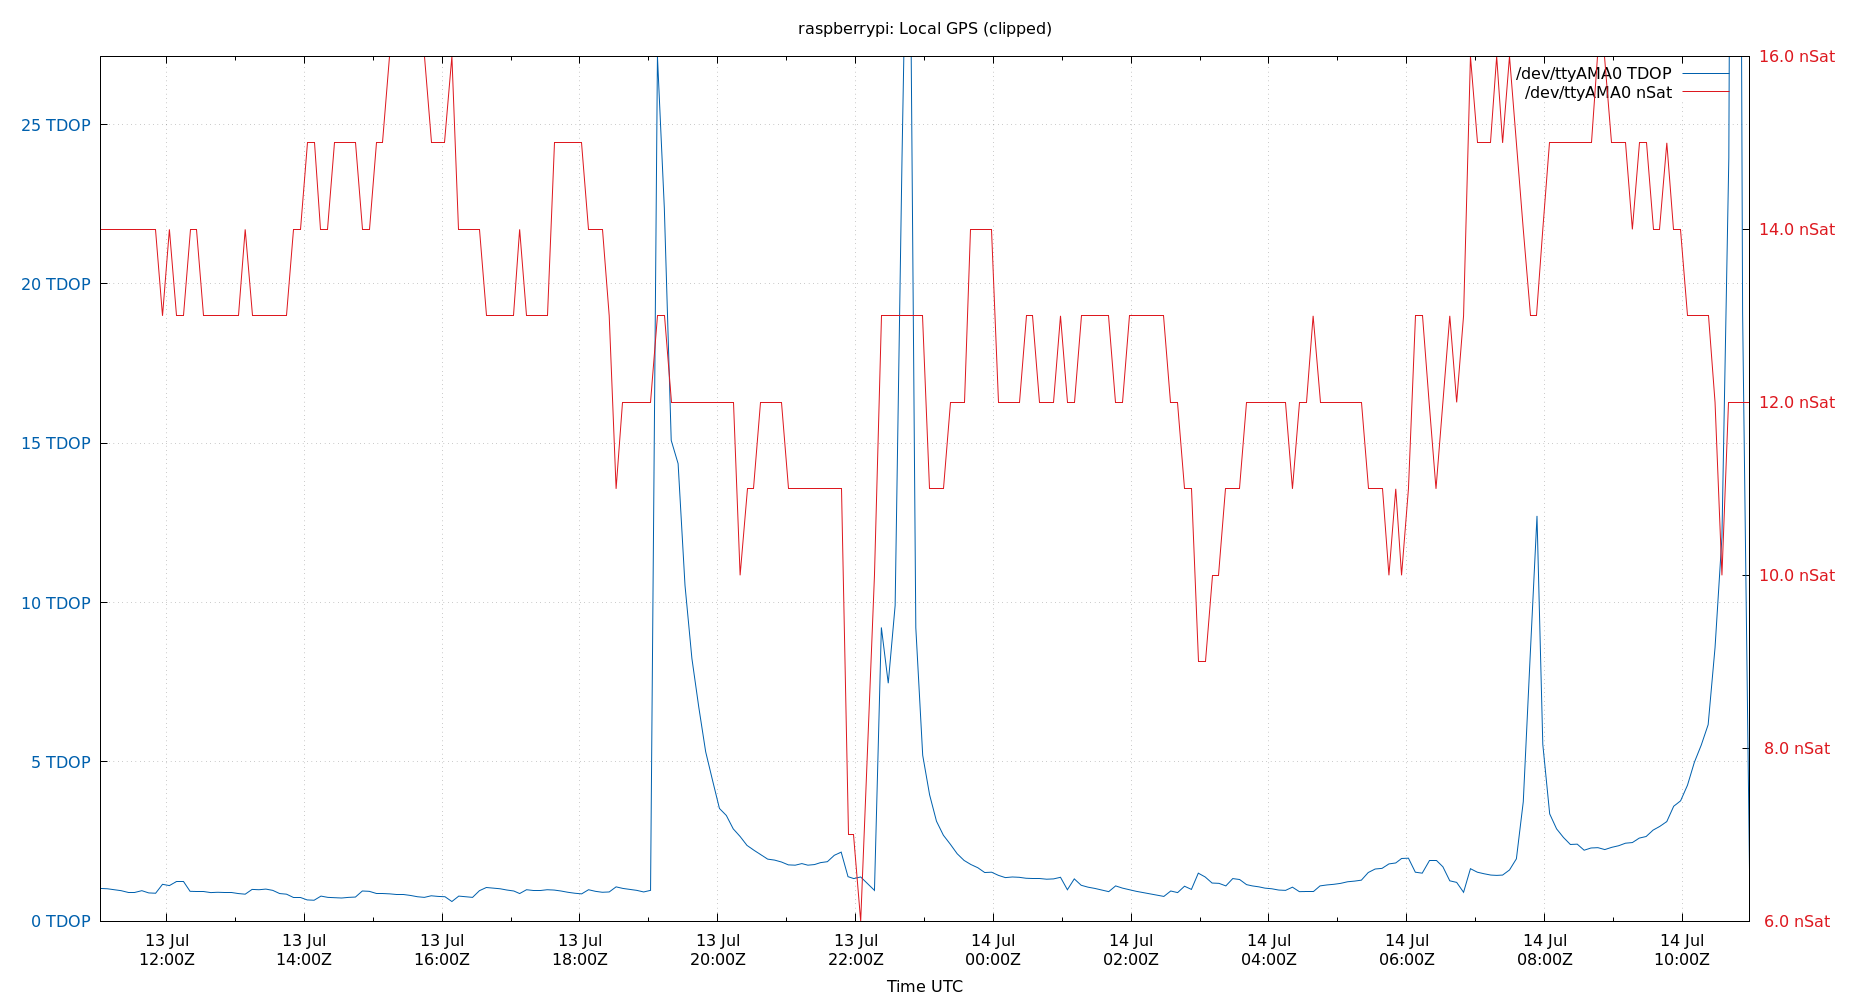 raspberrypi: Local GPS (clipped)
16.0 nSat
/dev/ttyAMA0 TDOP
/dev/ttyAMA0 nSat
25 TDOP
14.0 nSat
20 TDOP
12.0 nSat
15 TDOP
10 TDOP
10.0 nSat
5 TDOP
8.0 nSat
0 TDOP
6.0 nSat
13 Jul 13 Jul 13 Jul 13 Jul 13 Jul 13 Jul 14 Jul 14 Jul 14 Jul 14 Jul 14 Jul 14 Jul
12:00Z 14:00Z 16:00Z 18:00Z 20:00Z 22:00Z 00:00Z 02:00Z 04:00Z 06:00Z 08:00Z 10:00Z
Time UTC